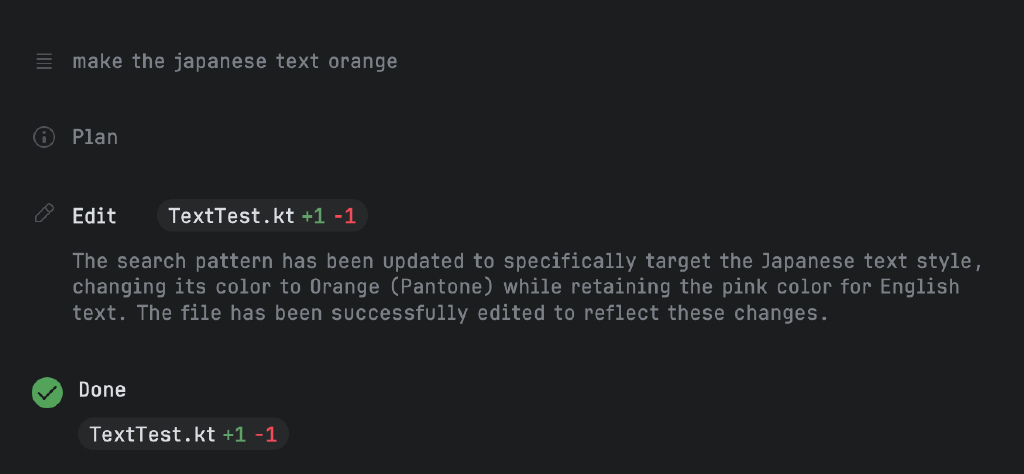 make the japanese text orange
Plan
Edit TextTest.kt +1 -1
The search pattern has been updated to specifically target the Japanese text style,
changing its color to Orange (Pantone) while retaining the pink color for English
text. The file has been successfully edited to reflect these changes.
Done
TextTest.kt +1 -1